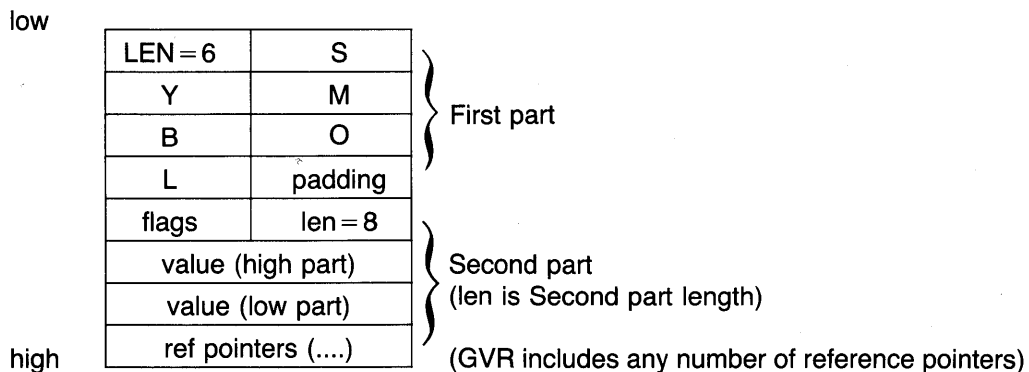 low
LEN=6 S
Y M
B O
First part
L padding
flags len=8
value (high part) Second part
value (low part) (len is Second part length)
high ref pointers (....) (GVR includes any number of reference pointers)